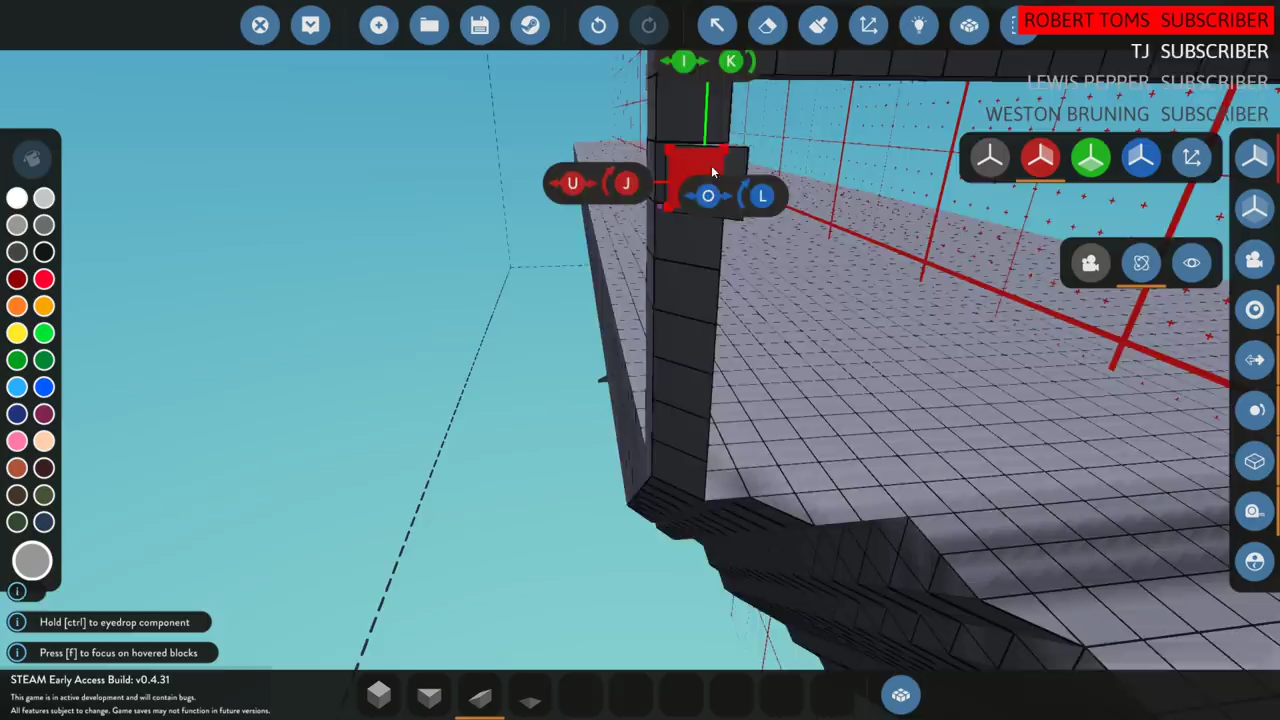 ROBERT TOMS SUBSCRIBER
TJ SUBSCRIBER
LEWIS PEPPER SUBSCRIBER
WESTON BRUNING SUBSCRIBER
I K
U J
O L
Hold [ctrl] to eyedrop component
Press [f] to focus on hovered blocks
STEAM Early Access Build: v0.4.31
This game is in active development and will contain bugs.
All features subject to change. Game saves may not function in future versions.